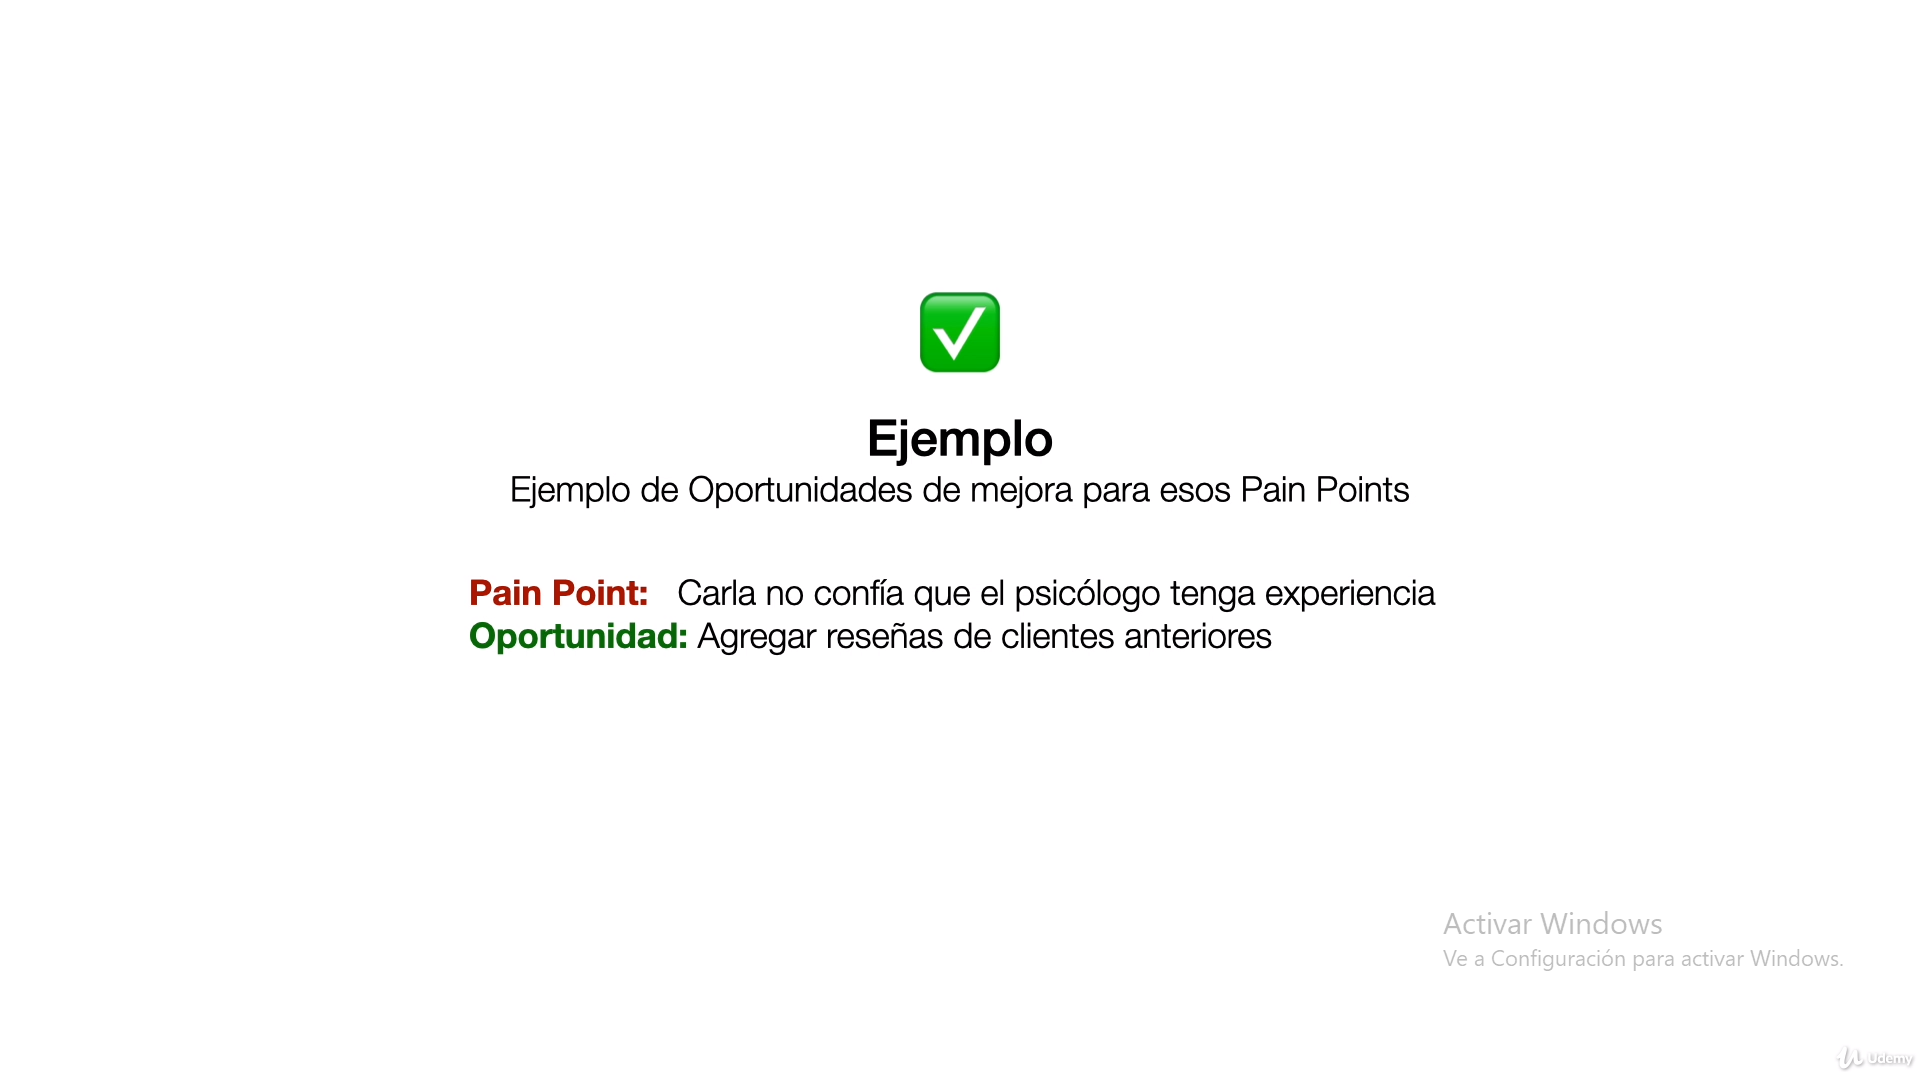 Ejemplo
Ejemplo de Oportunidades de mejora para esos Pain Points
Pain Point: Carla no confía que el psicólogo tenga experiencia
Oportunidad: Agregar reseñas de clientes anteriores
Activar Windows
Ve a Configuración para activar Windows.
Udemy